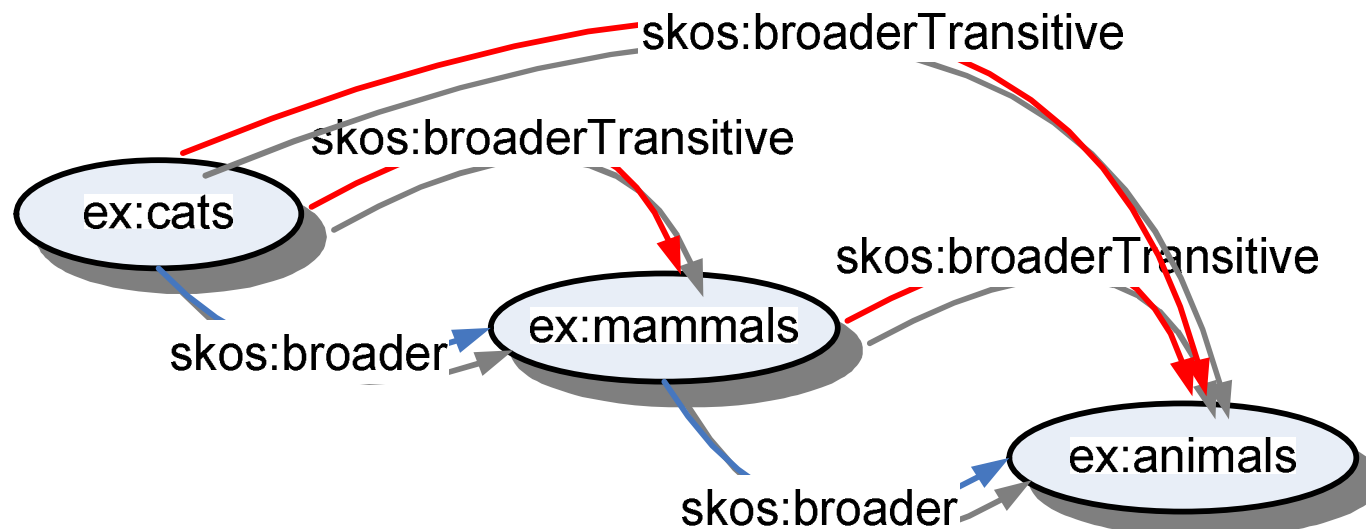 skos:broaderTransitive
skos:broaderTransitive
ex:cats
skos:broaderTransitive
ex:mammals
skos:broader
ex:animals
skos:broader